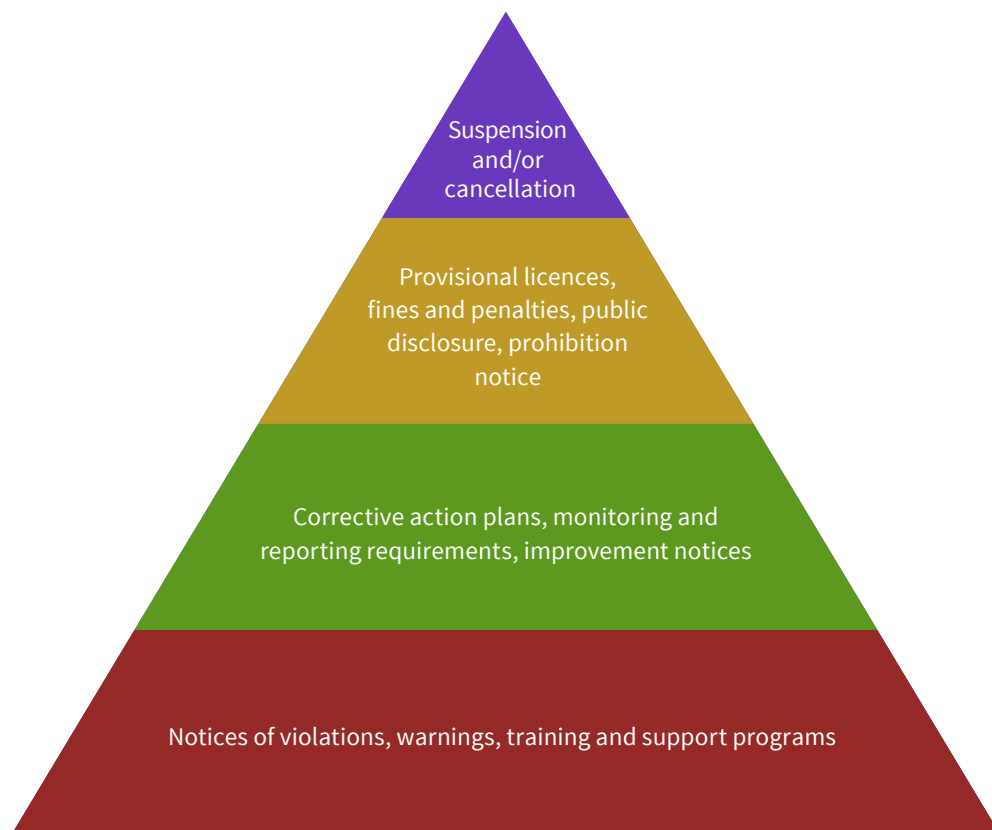 Suspension
and/or
cancellation
Provisional licences,
fines and penalties, public
disclosure, prohibition
notice
Corrective action plans, monitoring and
reporting requirements, improvement notices
Notices of violations, warnings, training and support programs